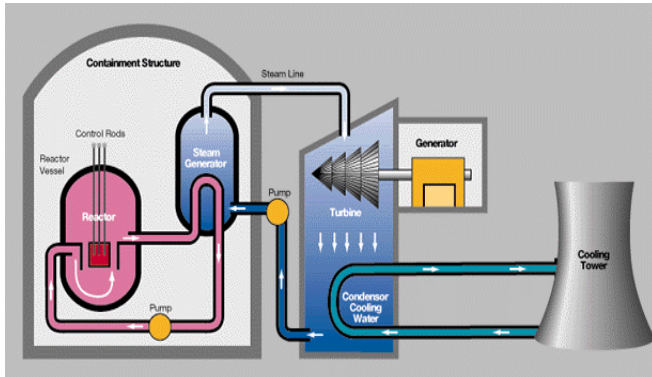 Containment Structure
Steam Line
Control Rods
Reactor
Vessel
Steam
Generator
Generator
Pump
Reactor
Turbine
Cooling
Tower
Condensor
Cooling
Water
Pump